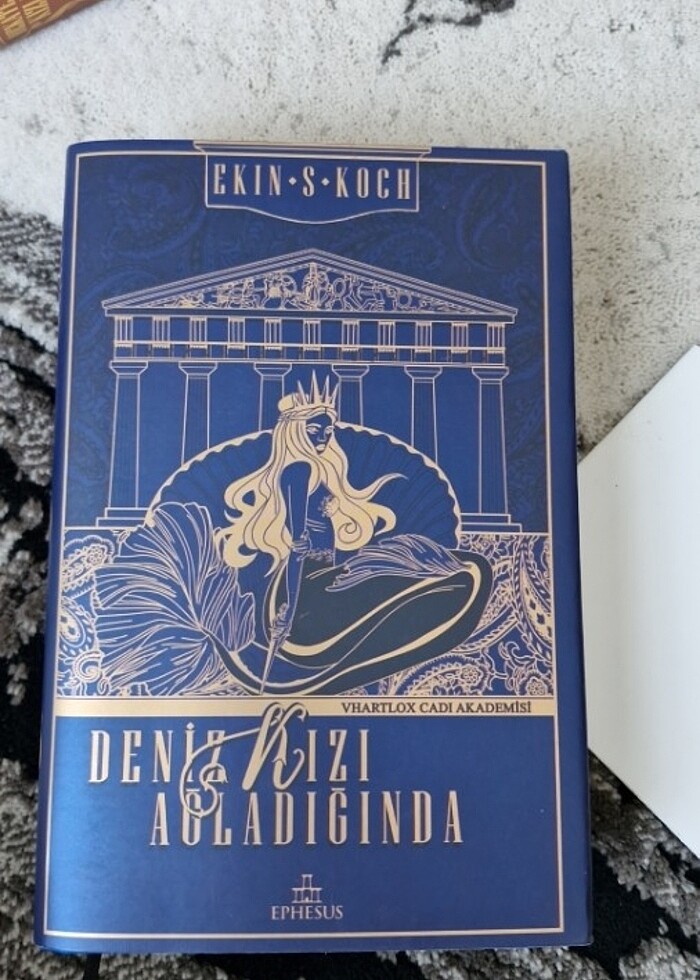 EKIN·S·KOCH
VHARTLOX CADI AKADEMİSİ
DENİZ KIZI
AĞLADIĞINDA
EPHESUS